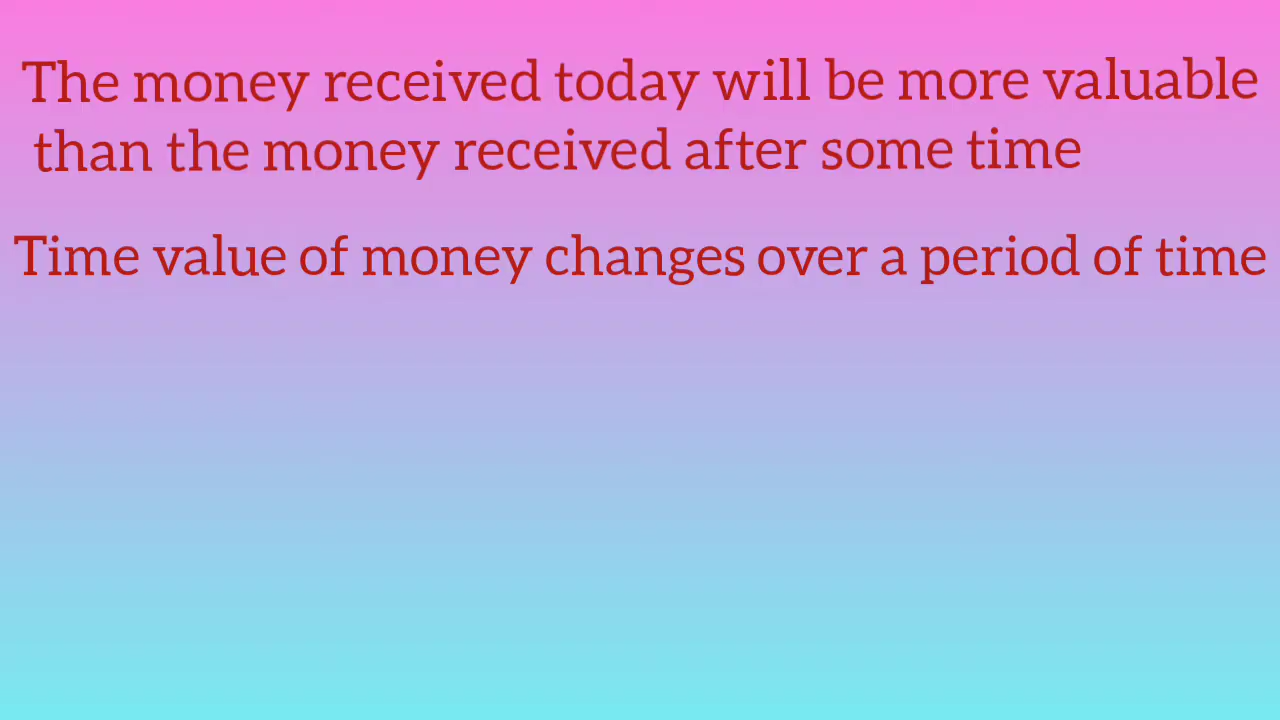 The money received today will be more valuable
than the money received after some time
Time value of money changes over a period of time